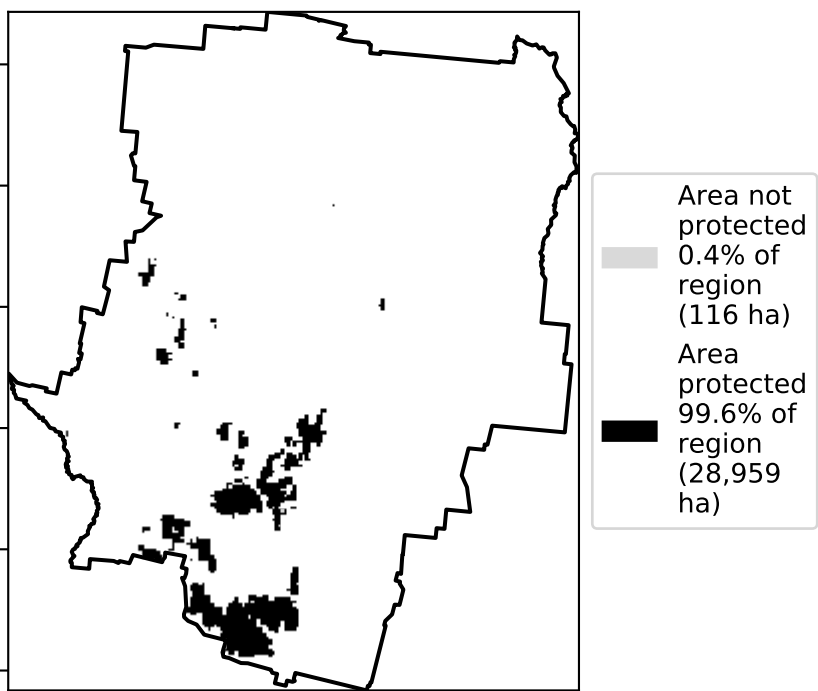 Area not
protected
0.4% of
region
(116 ha)
Area
protected
99.6% of
region
(28,959
ha)